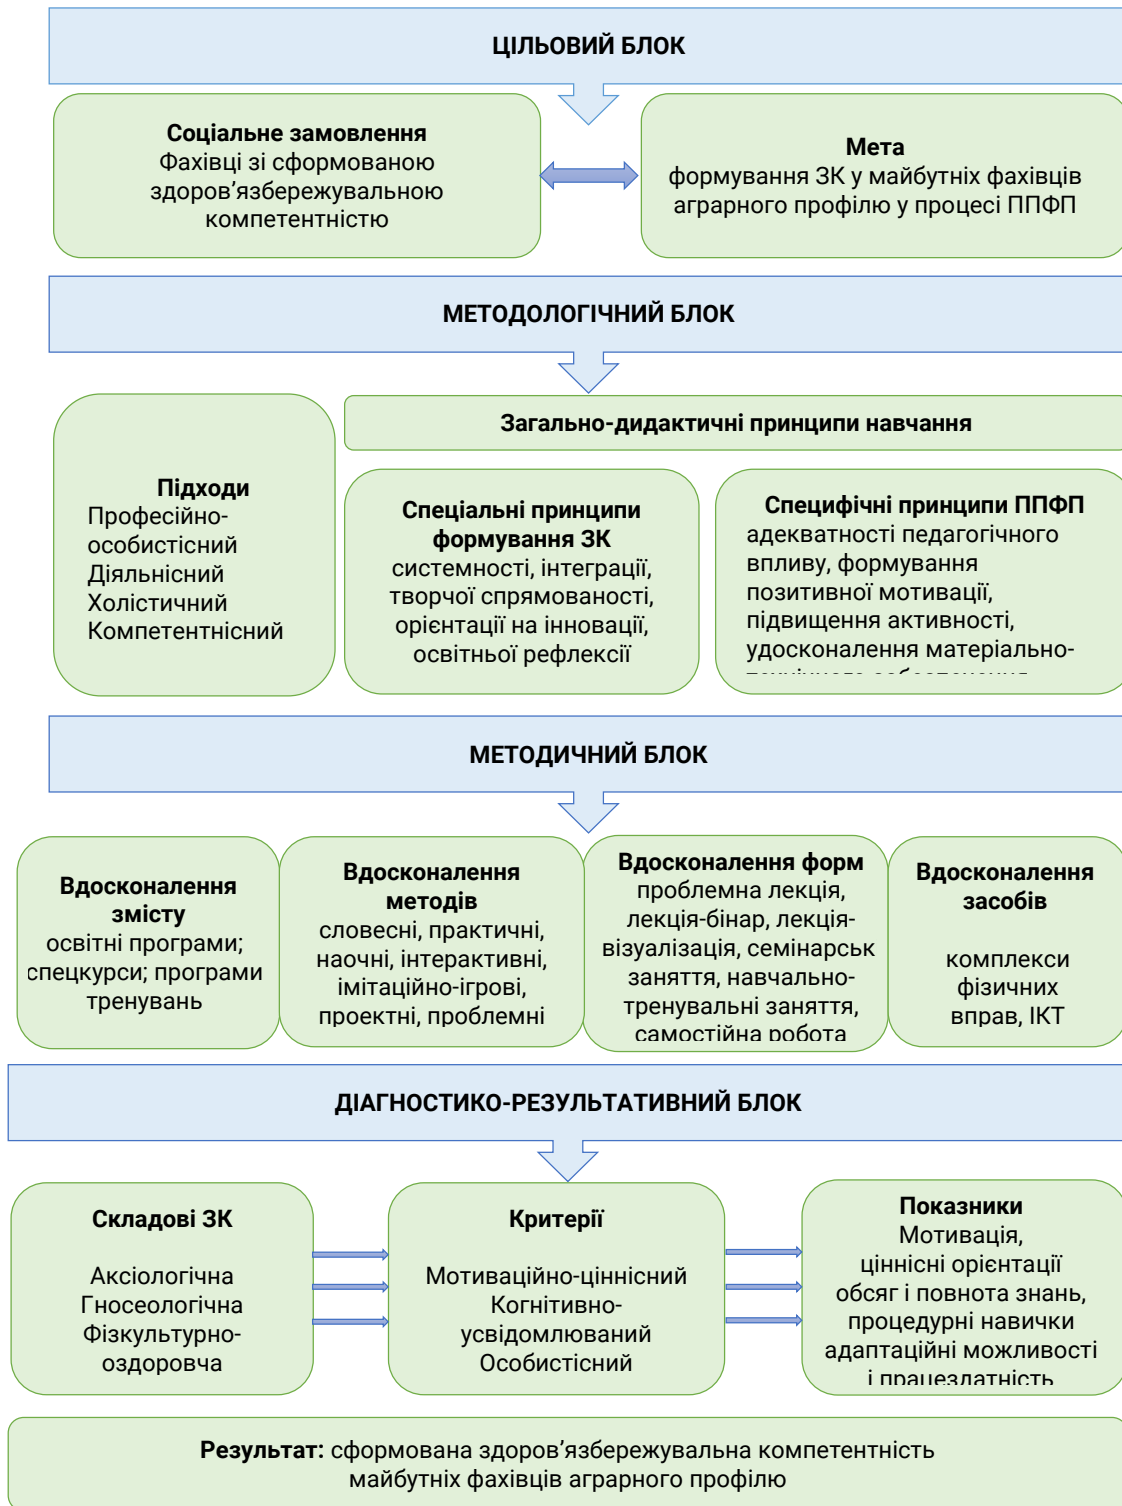 ЦІЛЬОВИЙ БЛОК
Соціальне замовлення
Фахівці зі сформованою
здоров’язбережувальною
компетентністю
Мета
формування ЗК у майбутніх фахівців
аграрного профілю у процесі ППФП
МЕТОДОЛОГІЧНИЙ БЛОК
Підходи
Професійно-
особистісний
Діяльнісний
Холістичний
Компетентнісний
Загально-дидактичні принципи навчання
Спеціальні принципи
формування ЗК
системності, інтеграції,
творчої спрямованості,
орієнтації на інновації,
освітньої рефлексії
Специфічні принципи ППФП
адекватності педагогічного
впливу, формування
позитивної мотивації,
підвищення активності,
удосконалення матеріально-
МЕТОДИЧНИЙ БЛОК
Вдосконалення
змісту
освітні програми;
спецкурси; програми
тренувань
Вдосконалення
методів
словесні, практичні,
наочні, інтерактивні,
імітаційно-ігрові,
проектні, проблемні
Вдосконалення форм
проблемна лекція,
лекція-бінар, лекція-
візуалізація, семінарськ
заняття, навчально-
тренувальні заняття,
самостійна робота
Вдосконалення
засобів
комплекси
фізичних
вправ, ІКТ
ДІАГНОСТИКО-РЕЗУЛЬТАТИВНИЙ БЛОК
Складові ЗК
Аксіологічна
Гносеологічна
Фізкультурно-
оздоровча
Критерії
Мотиваційно-ціннісний
Когнитивно-
усвідомлюваний
Особистісний
Показники
Мотивація,
ціннісні орієнтації
обсяг і повнота знань,
процедурні навички
адаптаційні можливості
і працездатність
Результат: сформована здоров’язбережувальна компетентність
майбутніх фахівців аграрного профілю